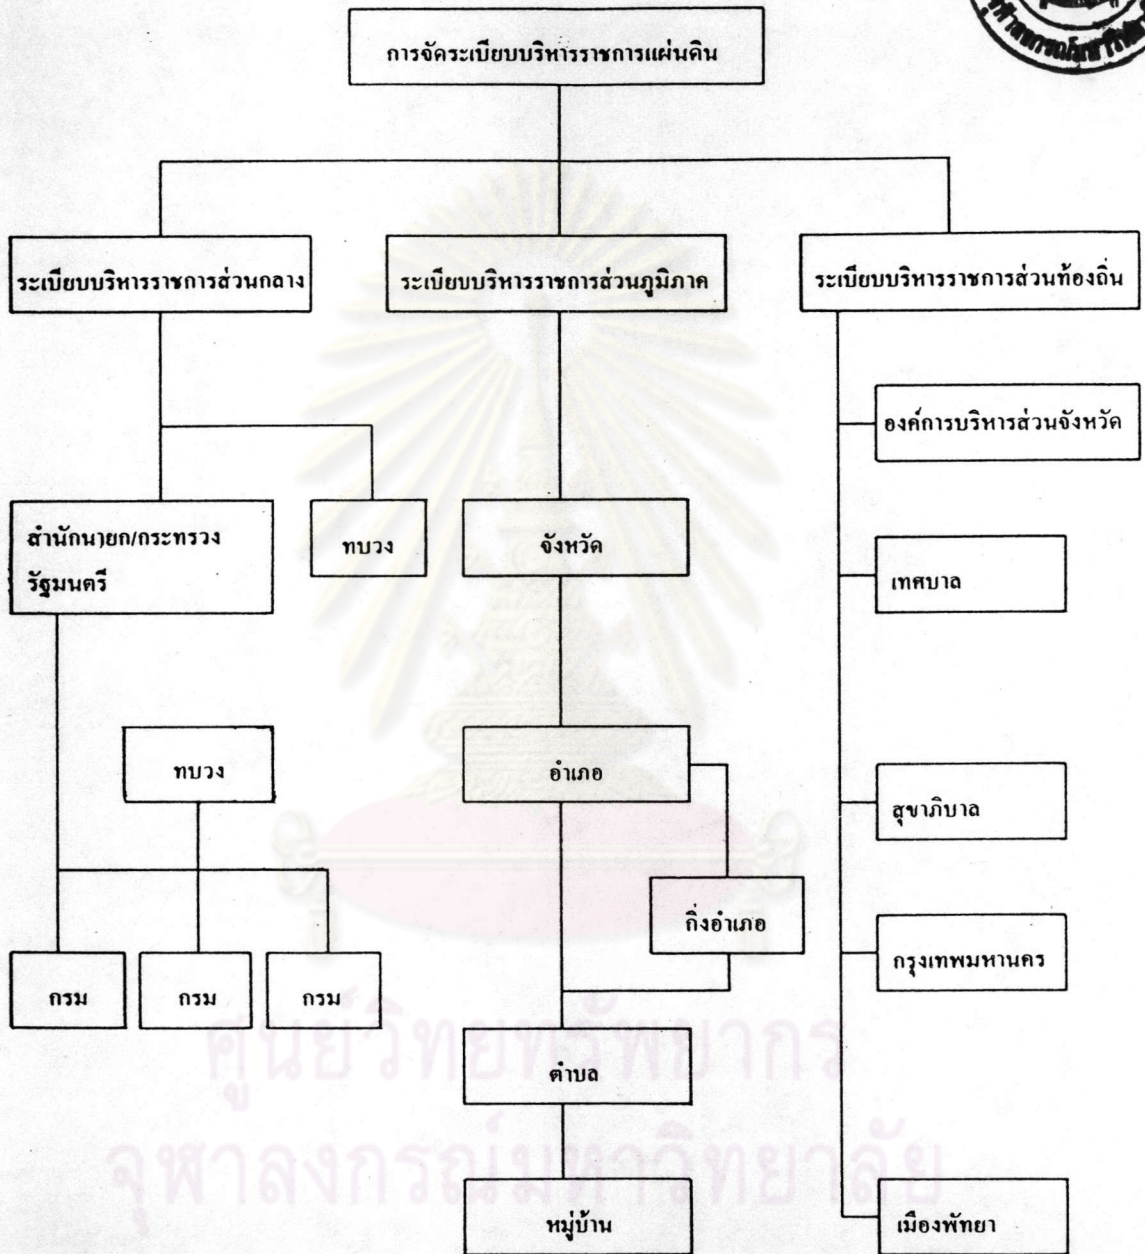 การจัดระเบียบบริหารราชการแผ่นดิน
ระเบียบบริหารราชการส่วนกลาง
ระเบียบบริหารราชการส่วนภูมิภาค
ระเบียบบริหารราชการส่วนท้องถิ่น
องค์การบริหารส่วนจังหวัด
สำนักนายก/กระทรวง
รัฐมนตรี
ทบวง
จังหวัด
เทศบาล
ทบวง
อำเภอ
สุขาภิบาล
กิ่งอำเภอ
กรุงเทพมหานคร
กรม
กรม
กรม
ศูนย์วิทยทรัพยากร
ตำบล
จุฬาลงกรณ์มหาวิทยาลัย
หมู่บ้าน
เมืองพัทยา